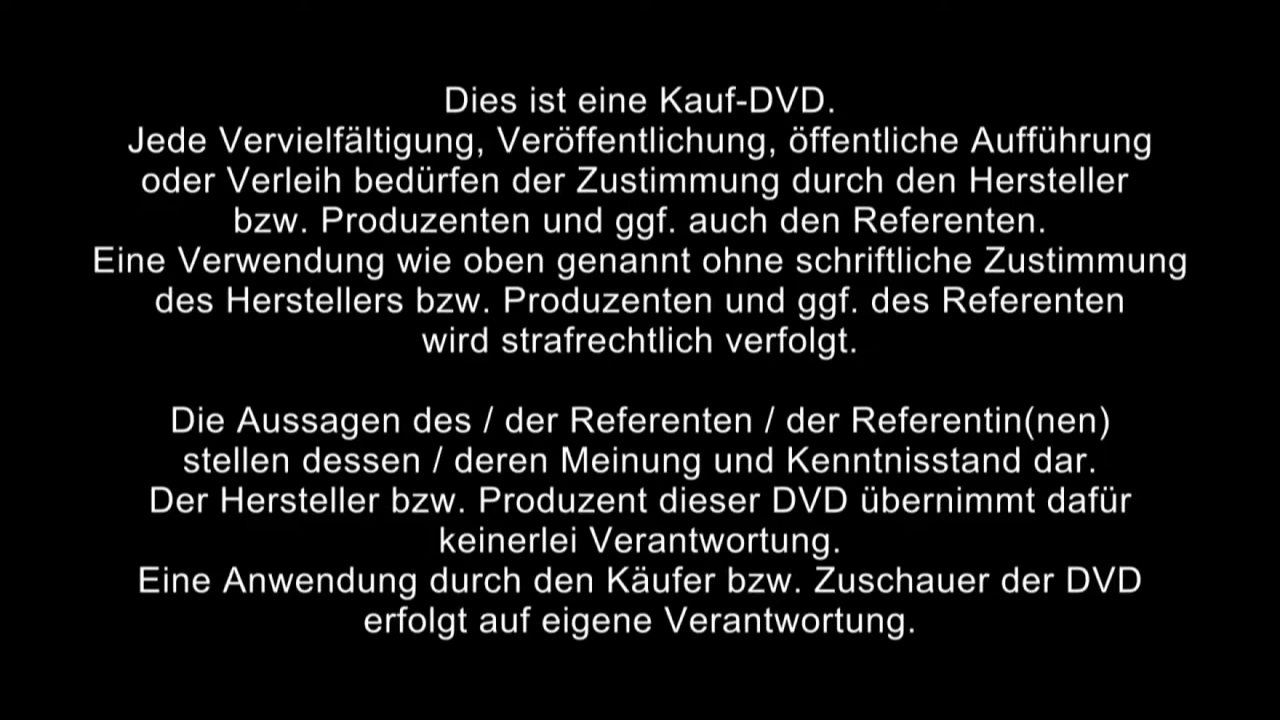 Dies ist eine Kauf-DVD.
Jede Vervielfältigung, Veröffentlichung, öffentliche Aufführung
oder Verleih bedürfen der Zustimmung durch den Hersteller
bzw. Produzenten und ggf. auch den Referenten.
Eine Verwendung wie oben genannt ohne schriftliche Zustimmung
des Herstellers bzw. Produzenten und ggf. des Referenten
wird strafrechtlich verfolgt.
Die Aussagen des / der Referenten / der Referentin(nen)
stellen dessen / deren Meinung und Kenntnisstand dar.
Der Hersteller bzw. Produzent dieser DVD übernimmt dafür
keinerlei Verantwortung.
Eine Anwendung durch den Käufer bzw. Zuschauer der DVD
erfolgt auf eigene Verantwortung.